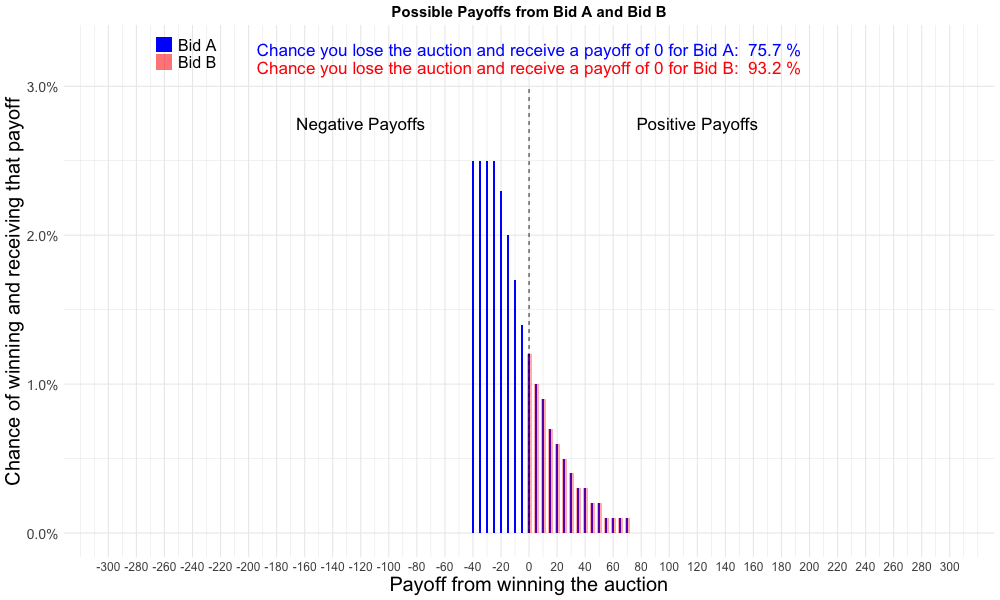 Possible Payoffs from Bid A and Bid B
Bid A
Bid B
Chance you lose the auction and receive a payoff of 0 for Bid A:  75.7 %
Chance you lose the auction and receive a payoff of 0 for Bid B:  93.2 %
Negative Payoffs
Positive Payoffs
Chance of winning and receiving that payoff
3.0%
2.0%
1.0%
0.0%
-300 -280 -260 -240 -220 -200 -180 -160 -140 -120 -100 -80 -60 -40 -20 0 20 40 60 80 100 120 140 160 180 200 220 240 260 280 300
Payoff from winning the auction